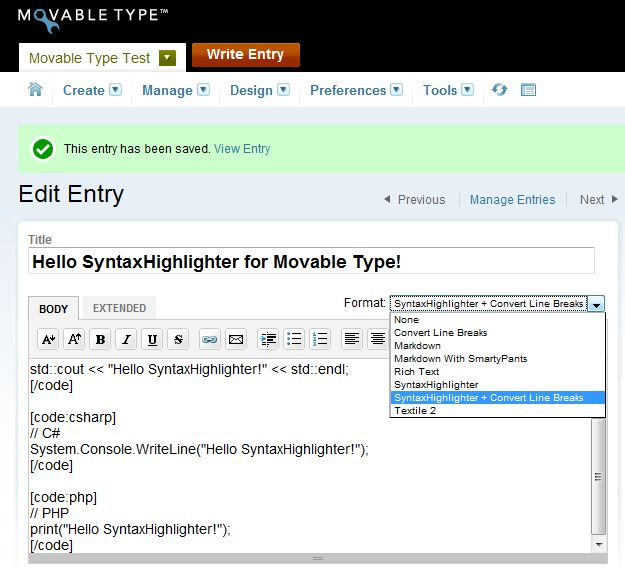 MOVABLE TYPE™
Movable Type Test Write Entry
Create Manage Design Preferences Tools
This entry has been saved. View Entry
Edit Entry
Previous Manage Entries Next
Title
Hello SyntaxHighlighter for Movable Type!
BODY EXTENDED Format: SyntaxHighlighter + Convert Line Breaks
None
Convert Line Breaks
Markdown
Markdown With SmartyPants
Rich Text
SyntaxHighlighter
SyntaxHighlighter + Convert Line Breaks
Textile 2
A A B I U S
std::cout << "Hello SyntaxHighlighter!" << std::endl;
[/code]
[code:csharp]
// C#
System.Console.WriteLine("Hello SyntaxHighlighter!");
[/code]
[code:php]
// PHP
print("Hello SyntaxHighlighter!");
[/code]